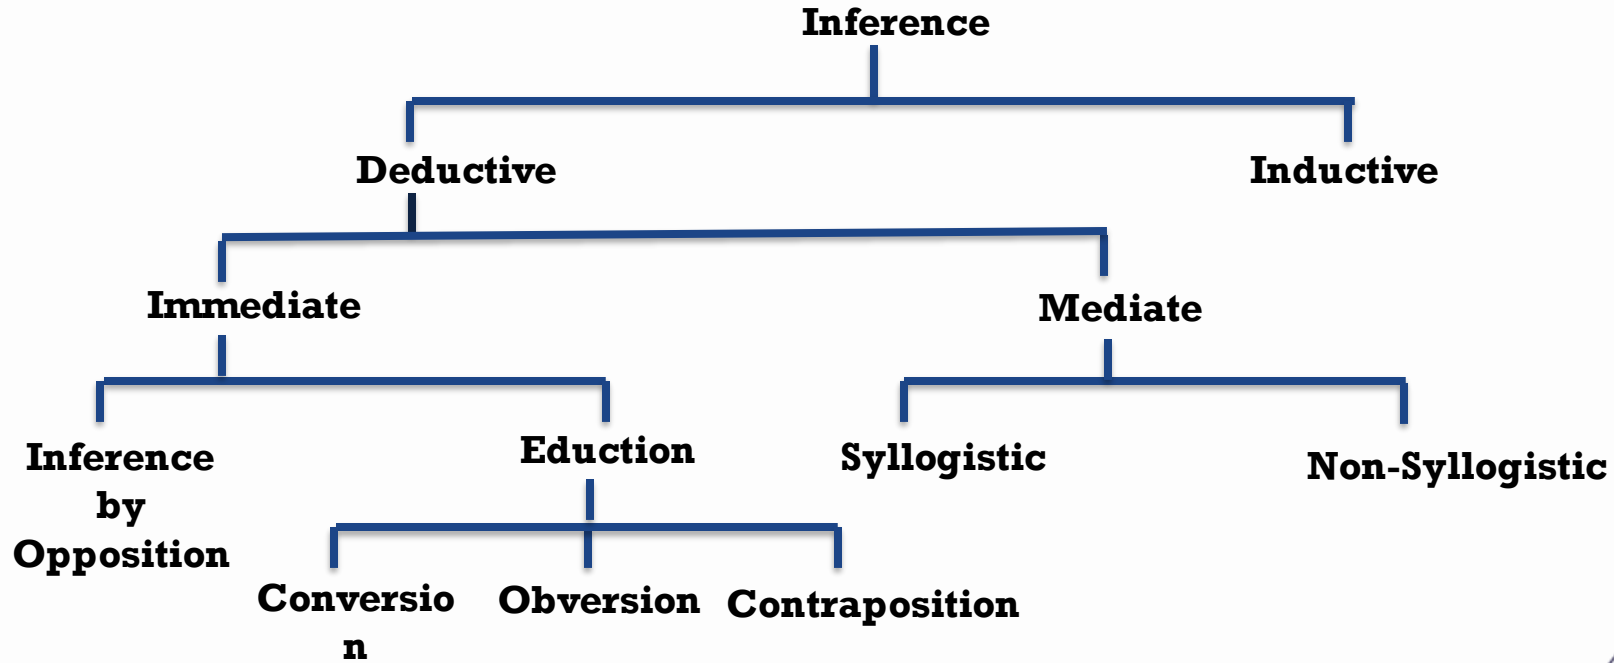 Inference
Deductive
Inductive
Immediate
Mediate
Inference
by
Opposition
Eduction
Syllogistic
Non-Syllogistic
Conversio
n
Obversion
Contraposition